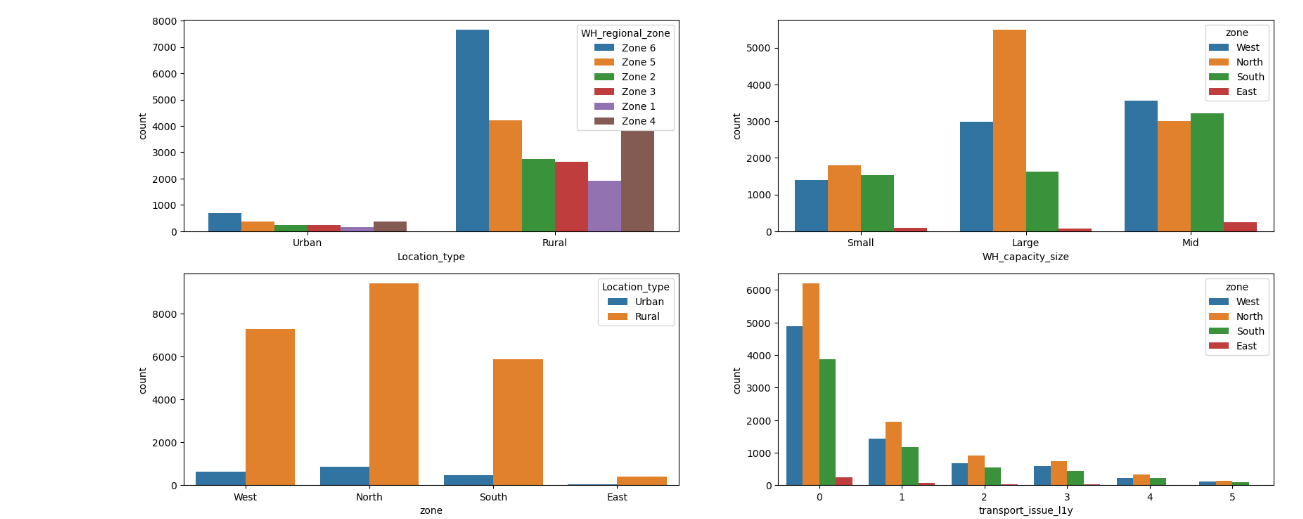 8000
7000
6000
5000
4000
3000
2000
1000
0
count
WH_regional_zone
Zone 6
Zone 5
Zone 2
Zone 3
Zone 1
Zone 4
Urban
Rural
Location_type
5000
4000
3000
2000
1000
0
count
zone
West
North
South
East
Small
Large
Mid
WH_capacity_size
8000
6000
4000
2000
0
count
Location_type
Urban
Rural
West
North
South
East
zone
6000
5000
4000
3000
2000
1000
0
count
zone
West
North
South
East
0
1
2
3
4
5
transport_issue_l1y